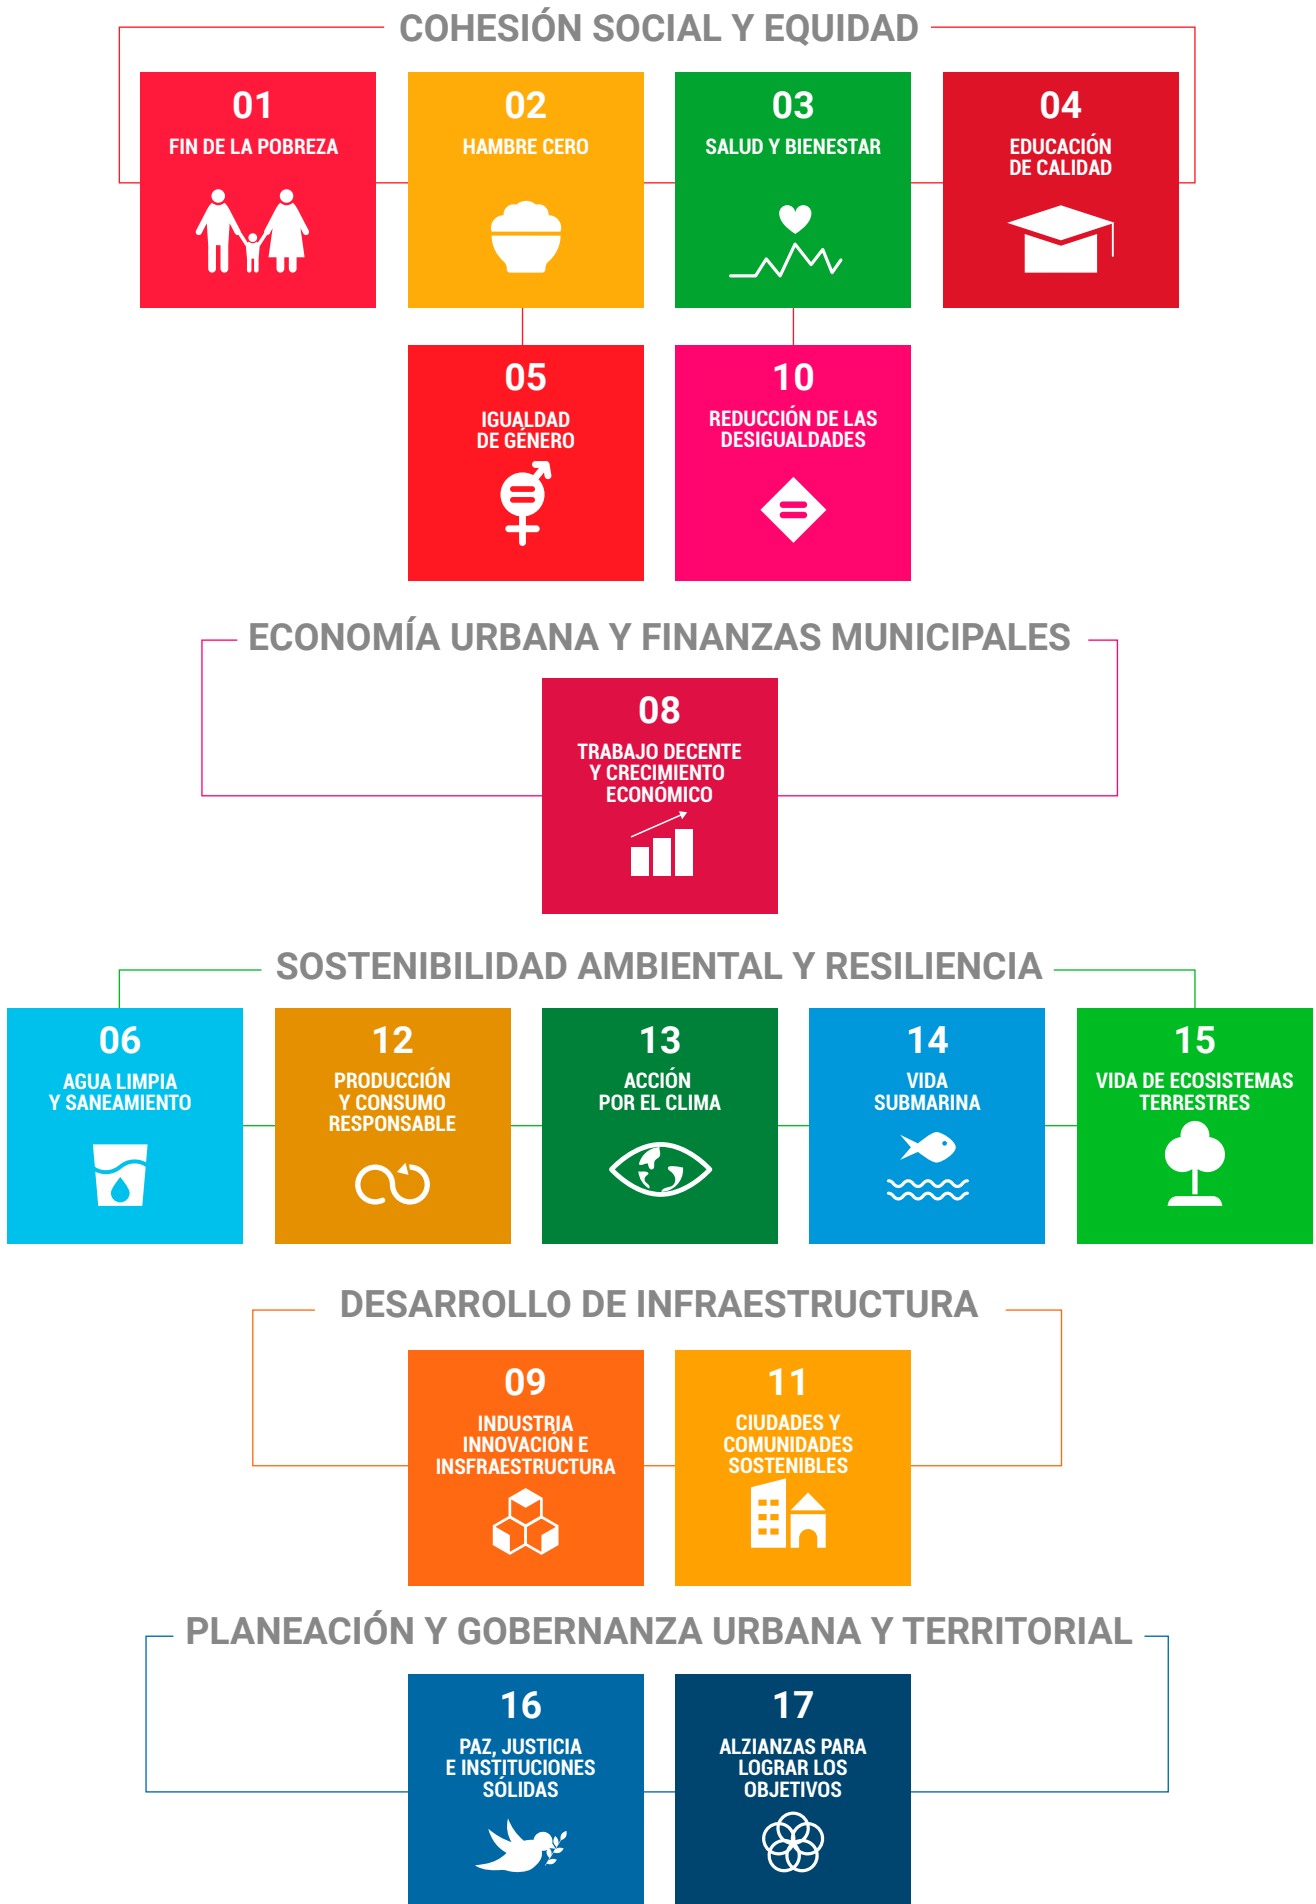 COHESIÓN SOCIAL Y EQUIDAD
01
FIN DE LA POBREZA
02
HAMBRE CERO
03
SALUD Y BIENESTAR
04
EDUCACIÓN
DE CALIDAD
05
IGUALDAD
DE GÉNERO
10
REDUCCIÓN DE LAS
DESIGUALDADES
ECONOMÍA URBANA Y FINANZAS MUNICIPALES
08
TRABAJO DECENTE
Y CRECIMIENTO
ECONÓMICO
SOSTENIBILIDAD AMBIENTAL Y RESILIENCIA
06
AGUA LIMPIA
Y SANEAMIENTO
12
PRODUCCIÓN
Y CONSUMO
RESPONSABLE
13
ACCIÓN
POR EL CLIMA
14
VIDA
SUBMARINA
15
VIDA DE ECOSISTEMAS
TERRESTRES
DESARROLLO DE INFRAESTRUCTURA
09
INDUSTRIA
INNOVACIÓN E
INSFRAESTRUCTURA
11
CIUDADES Y
COMUNIDADES
SOSTENIBLES
PLANEACIÓN Y GOBERNANZA URBANA Y TERRITORIAL
16
PAZ, JUSTICIA
E INSTITUCIONES
SÓLIDAS
17
ALZIANZAS PARA
LOGRAR LOS
OBJETIVOS